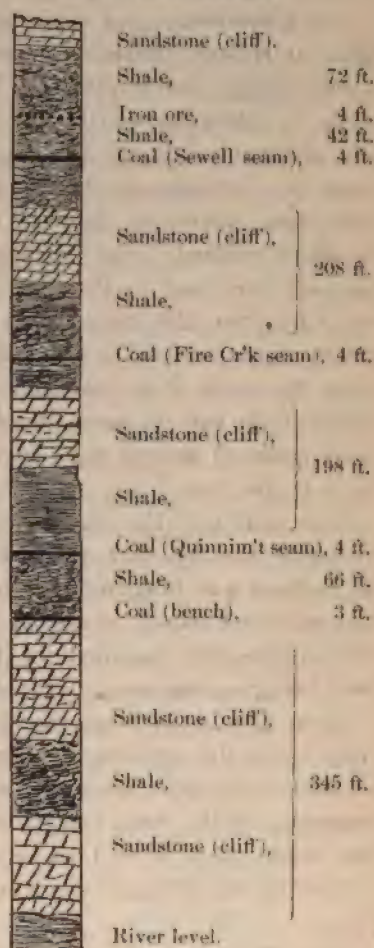 Sandstone (cliff),
Shale, 72 ft.
Iron ore, 4 ft.
Shale, 42 ft.
Coal (Sewell seam), 4 ft.
Sandstone (cliff),
208 ft.
Shale,
Coal (Fire Cr'k seam), 4 ft.
Sandstone (cliff),
198 ft.
Shale,
Coal (Quinnim't seam), 4 ft.
Shale, 66 ft.
Coal (bench), 3 ft.
Sandstone (cliff),
Shale, 345 ft.
Sandstone (cliff),
River level.